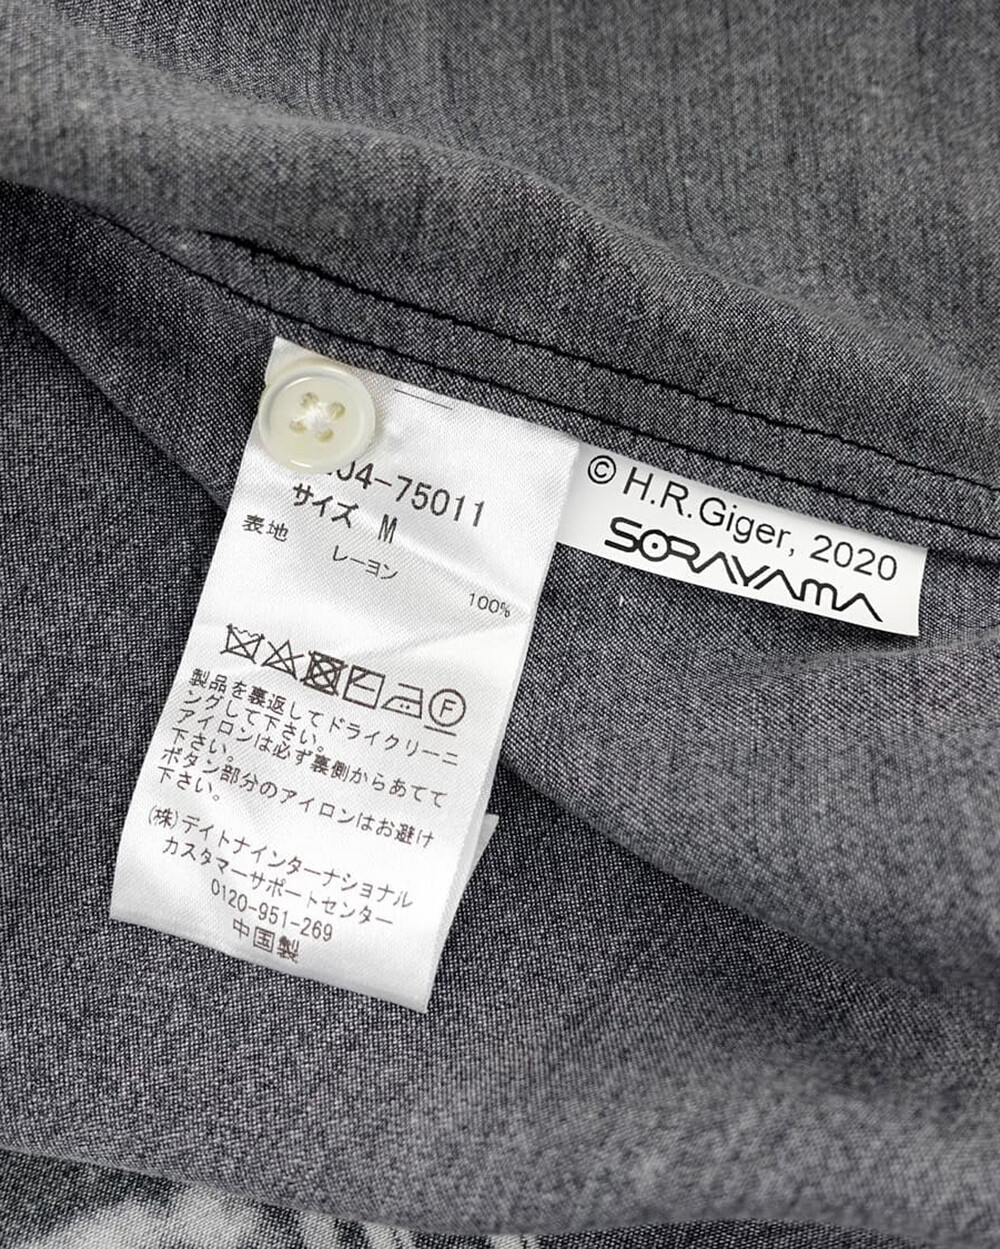 04-75011
サイズ M
表地
レーヨン
100%
F
製品を裏返してドライクリーニ
ングして下さい。
アイロンは必ず裏側からあてて
下さい。
ボタン部分のアイロンはお避け
下さい。
(株)デイトナインターナショナル
カスタマーサポートセンター
0120-951-269
中国製
© H.R.Giger, 2020
SORAYAMA